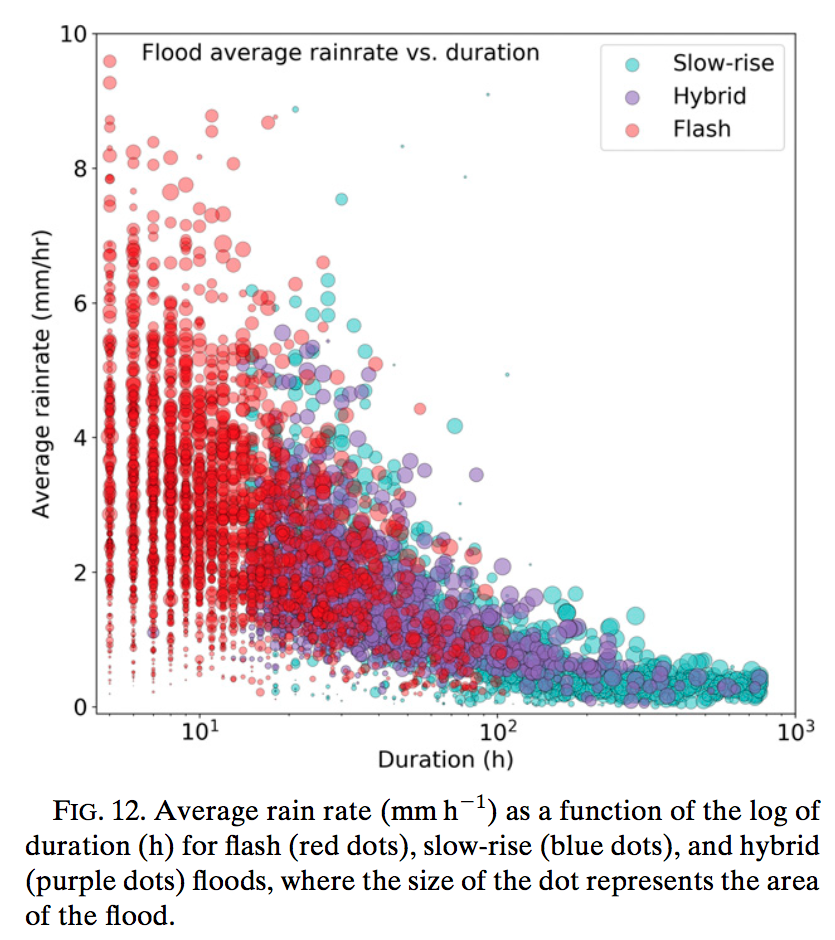 Flood average rainrate vs. duration
Slow-rise
Hybrid
Flash
10
8
6
4
2
0
Average rainrate (mm/hr)
10¹
10²
10³
Duration (h)
FIG. 12. Average rain rate (mm h⁻¹) as a function of the log of
duration (h) for flash (red dots), slow-rise (blue dots), and hybrid
(purple dots) floods, where the size of the dot represents the area
of the flood.